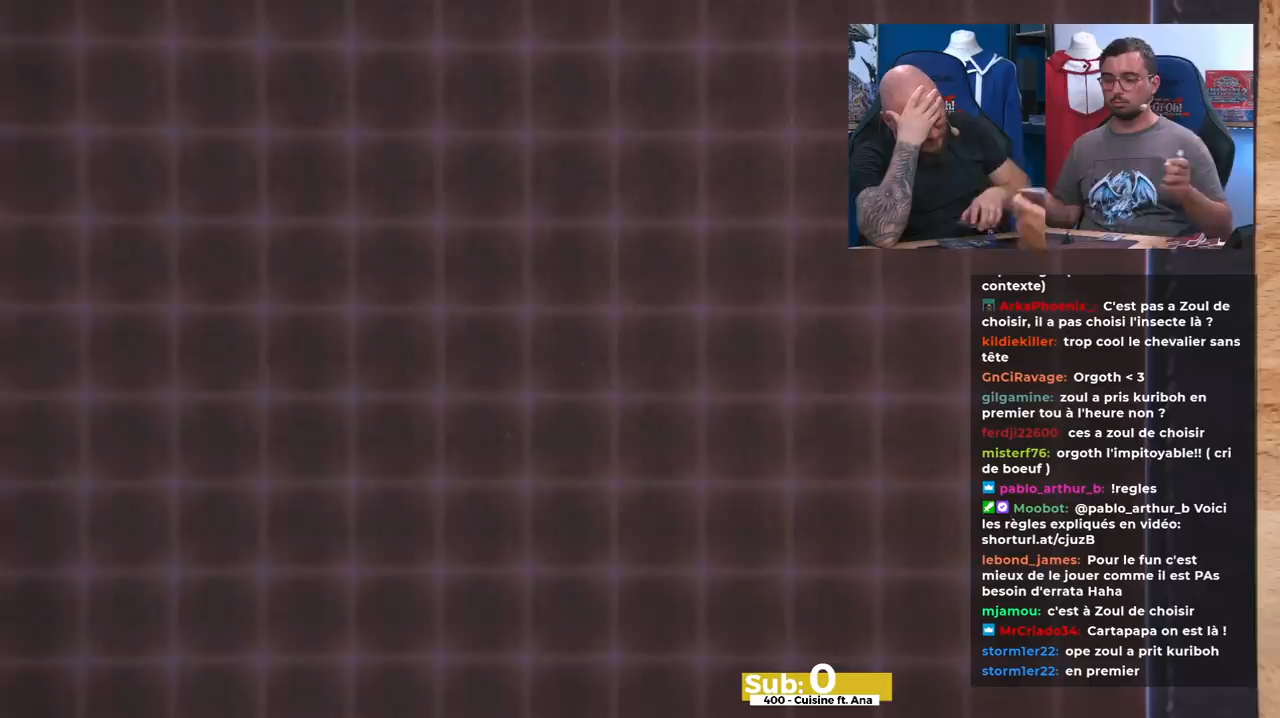 contexte)
ArkaPhoenix_: C'est pas a Zoul de
choisir, il a pas choisi l'insecte là ?
kildiekiller: trop cool le chevalier sans
tête
GnCiRavage: Orgoth < 3
gilgamine: zoul a pris kuriboh en
premier tou à l'heure non ?
ferdji22600: ces a zoul de choisir
misterf76: orgoth l'impitoyable!! ( cri
de boeuf )
pablo_arthur_b: !regles
Moobot: @pablo_arthur_b Voici
les règles expliqués en vidéo:
shorturl.at/cjuzB
lebond_james: Pour le fun c'est
mieux de le jouer comme il est PAs
besoin d'errata Haha
mjamou: c'est à Zoul de choisir
MrCriado34: Cartapapa on est là !
storm1er22: ope zoul a prit kuriboh
storm1er22: en premier
Sub: 0
400 - Cuisine ft. Ana